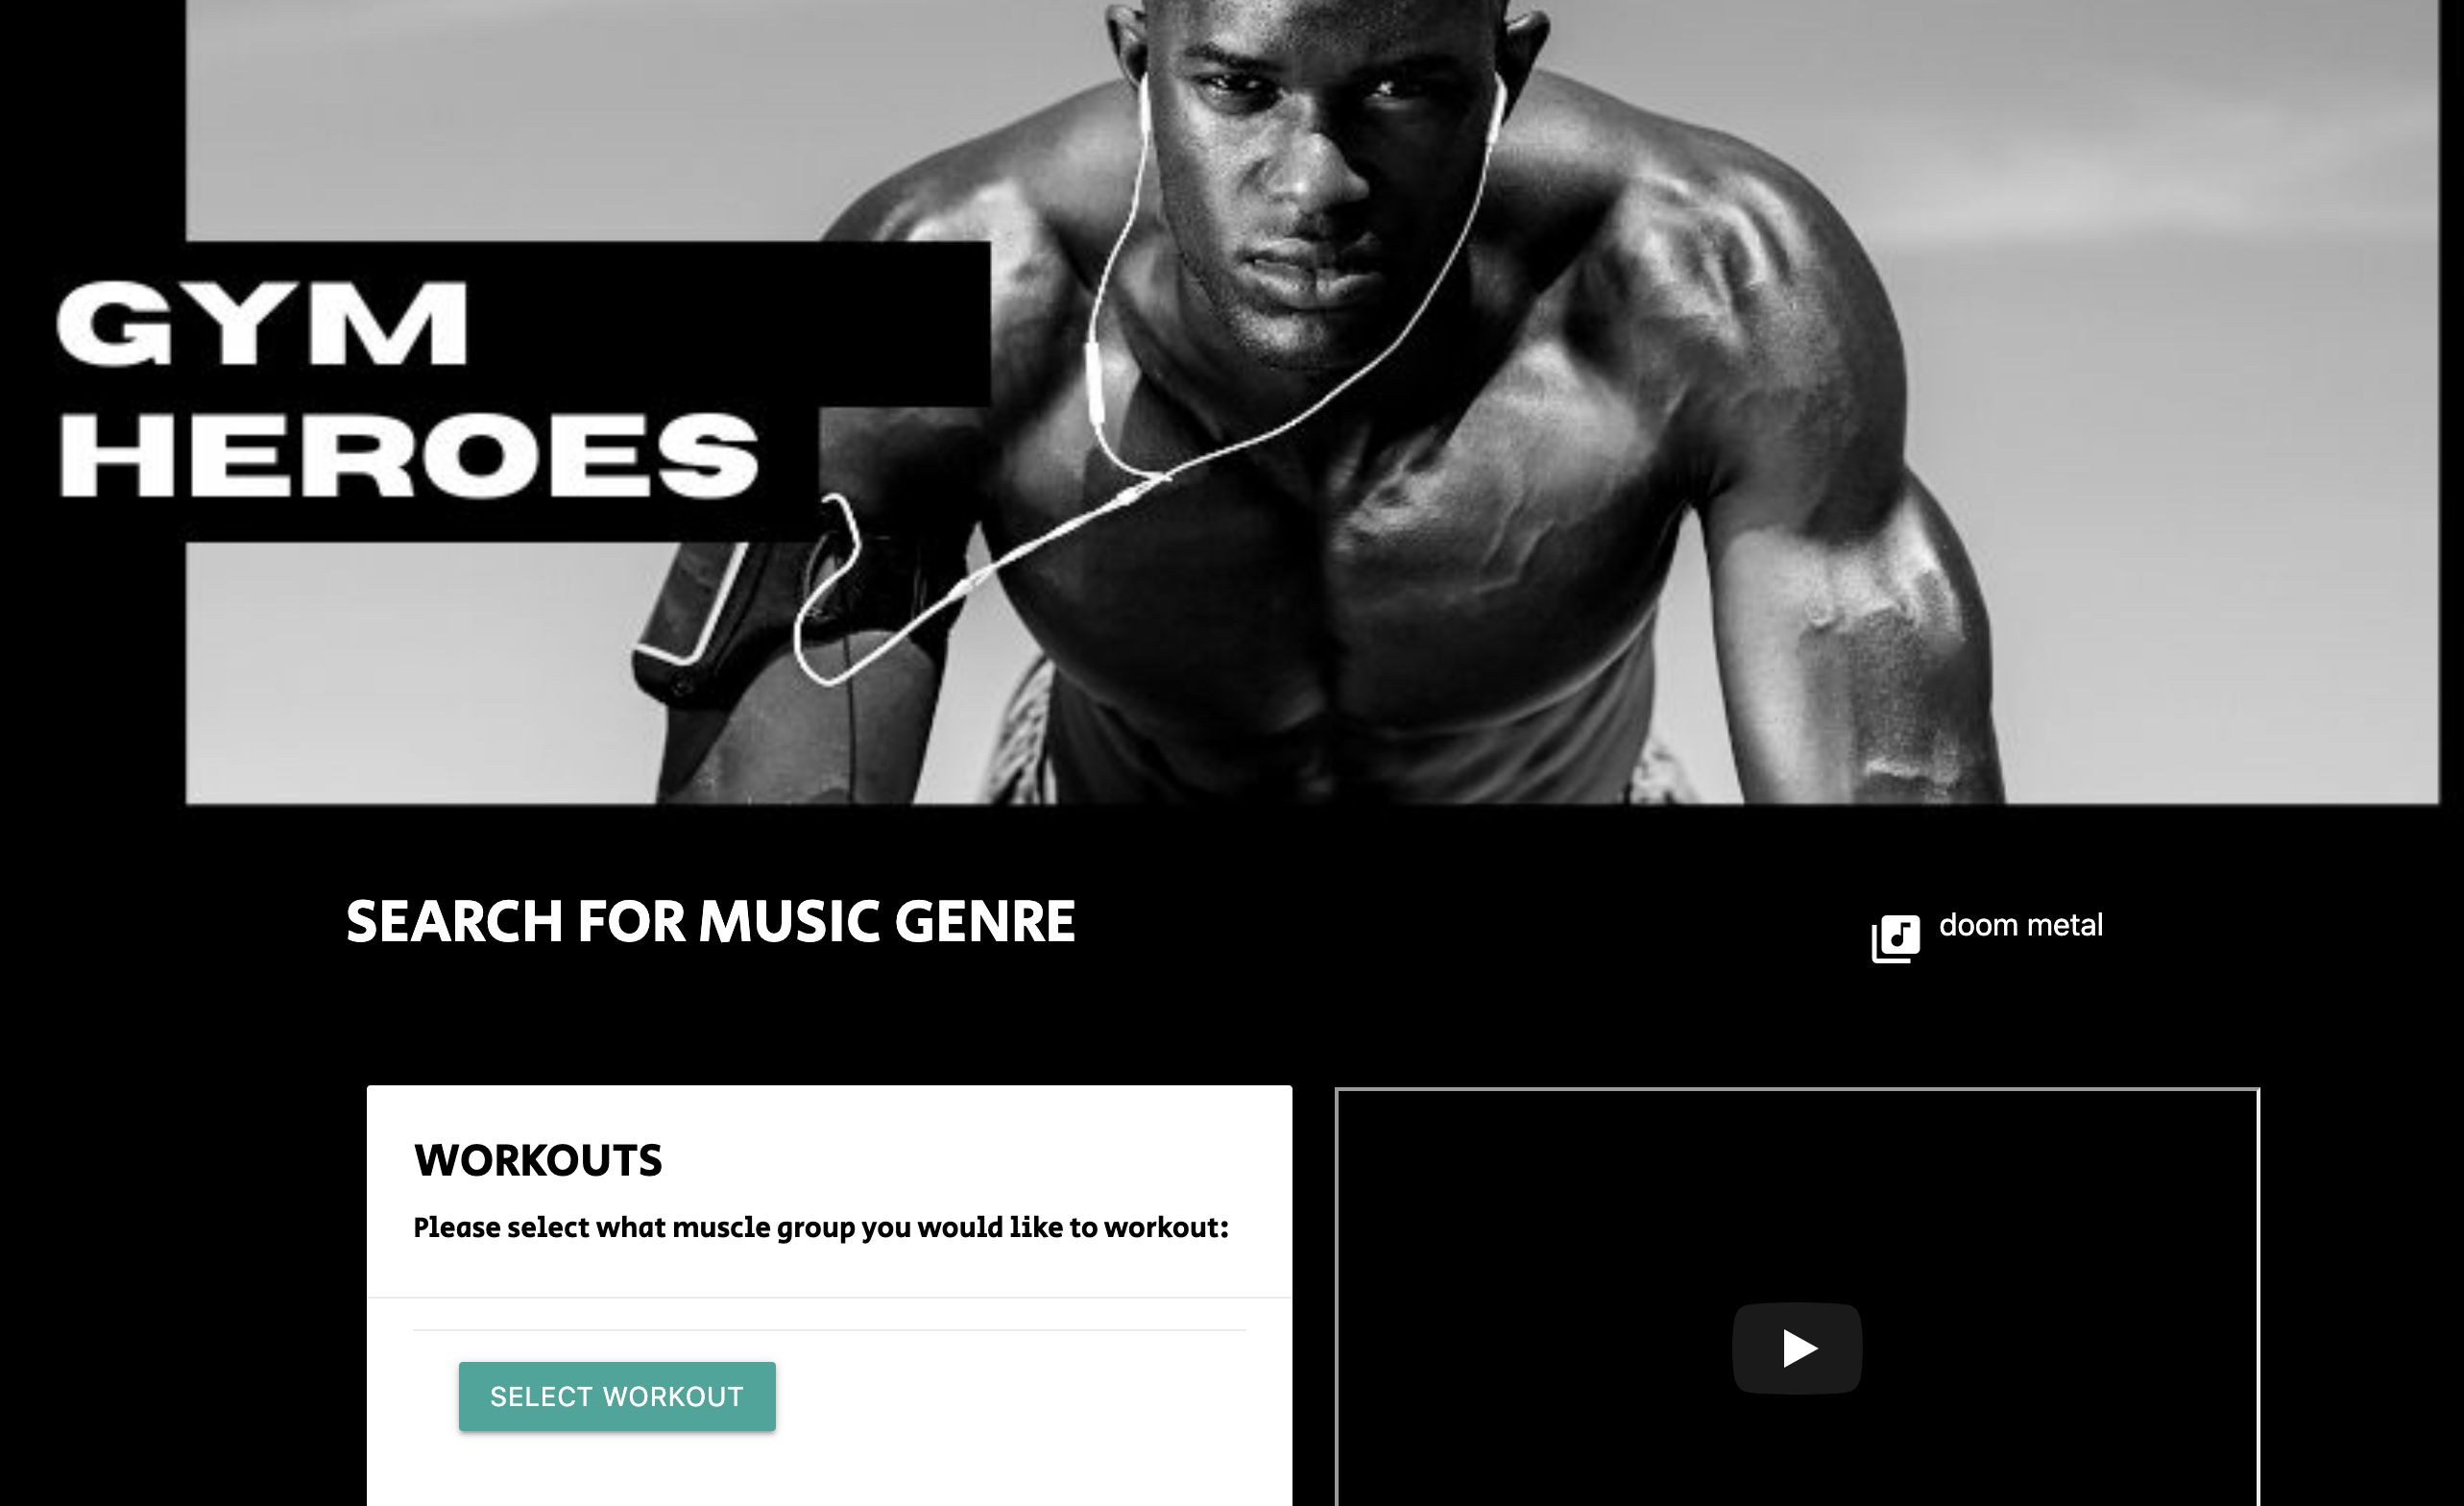 GYM
HEROES
SEARCH FOR MUSIC GENRE
doom metal
WORKOUTS
Please select what muscle group you would like to workout:
SELECT WORKOUT